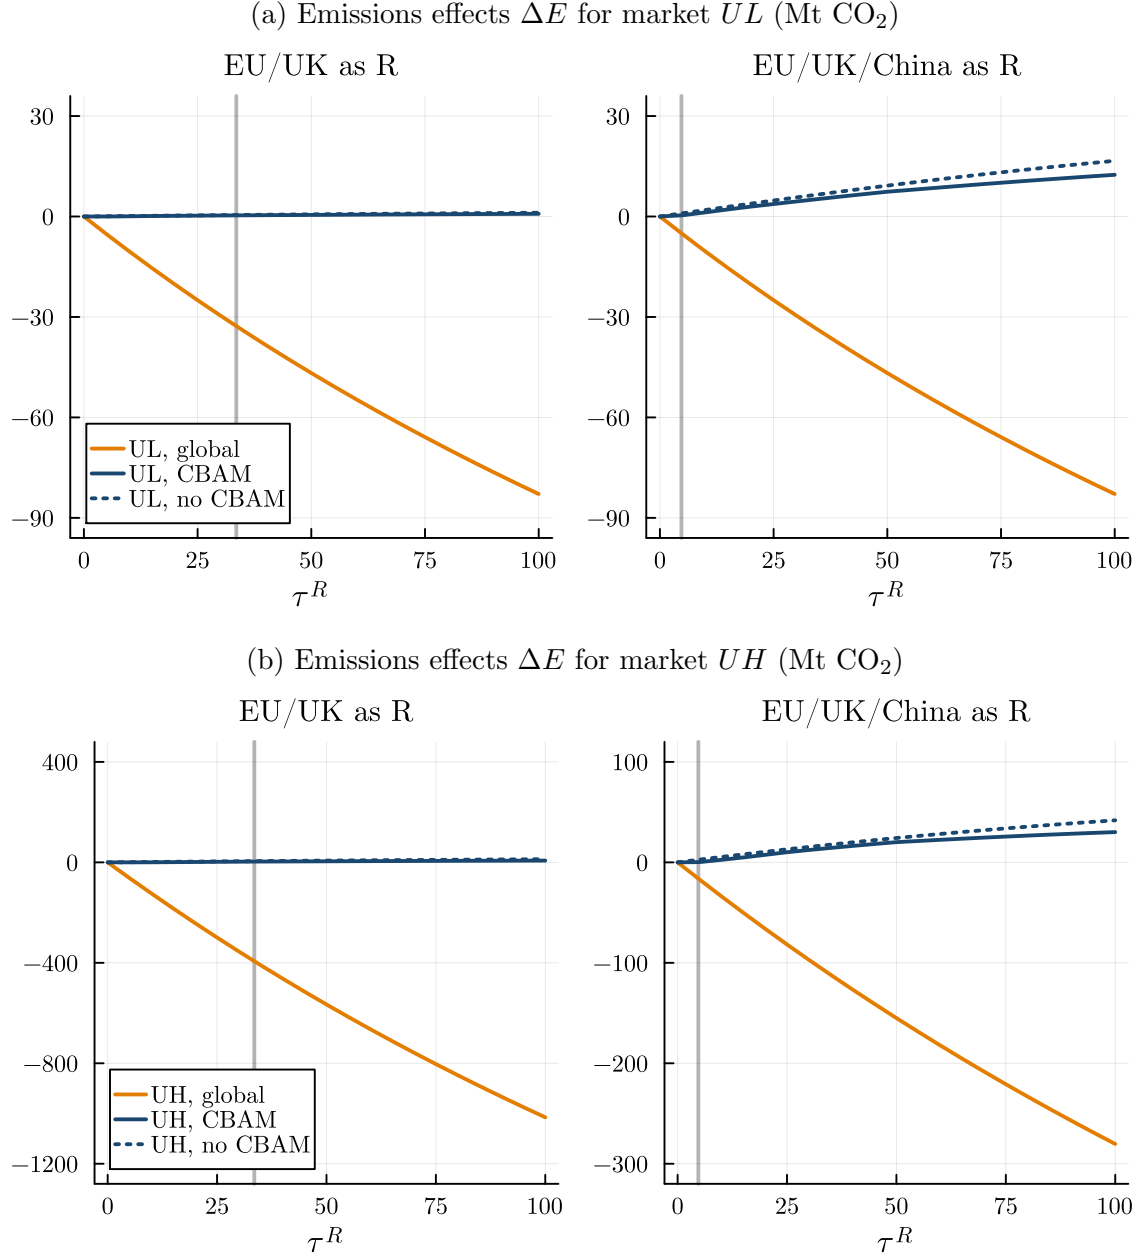 (a) Emissions effects ΔE for market UL (Mt CO₂)
EU/UK as R
EU/UK/China as R
30
0
−30
−60
−90
UL, global
UL, CBAM
UL, no CBAM
0 25 50 75 100
τᴿ
30
0
−30
−60
−90
0 25 50 75 100
τᴿ
(b) Emissions effects ΔE for market UH (Mt CO₂)
EU/UK as R
EU/UK/China as R
400
0
−400
−800
−1200
UH, global
UH, CBAM
UH, no CBAM
0 25 50 75 100
τᴿ
100
0
−100
−200
−300
0 25 50 75 100
τᴿ